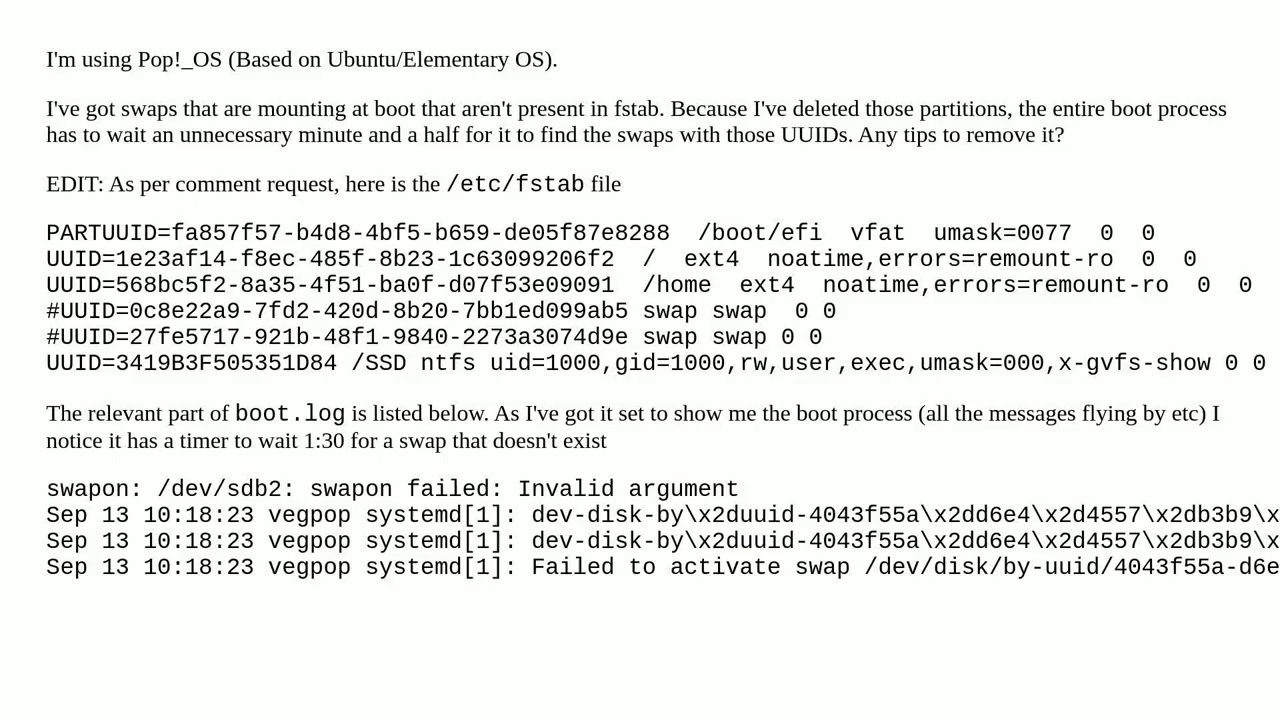 I'm using Pop!_OS (Based on Ubuntu/Elementary OS).
I've got swaps that are mounting at boot that aren't present in fstab. Because I've deleted those partitions, the entire boot process
has to wait an unnecessary minute and a half for it to find the swaps with those UUIDs. Any tips to remove it?
EDIT: As per comment request, here is the /etc/fstab file
PARTUUID=fa857f57-b4d8-4bf5-b659-de05f87e8288  /boot/efi  vfat  umask=0077  0  0
UUID=1e23af14-f8ec-485f-8b23-1c63099206f2  /  ext4  noatime,errors=remount-ro  0  0
UUID=568bc5f2-8a35-4f51-ba0f-d07f53e09091  /home  ext4  noatime,errors=remount-ro  0  0
#UUID=0c8e22a9-7fd2-420d-8b20-7bb1ed099ab5 swap swap  0 0
#UUID=27fe5717-921b-48f1-9840-2273a3074d9e swap swap 0 0
UUID=3419B3F505351D84 /SSD ntfs uid=1000,gid=1000,rw,user,exec,umask=000,x-gvfs-show 0 0
The relevant part of boot.log is listed below. As I've got it set to show me the boot process (all the messages flying by etc) I
notice it has a timer to wait 1:30 for a swap that doesn't exist
swapon: /dev/sdb2: swapon failed: Invalid argument
Sep 13 10:18:23 vegpop systemd[1]: dev-disk-by\x2duuid-4043f55a\x2dd6e4\x2d4557\x2db3b9\x
Sep 13 10:18:23 vegpop systemd[1]: dev-disk-by\x2duuid-4043f55a\x2dd6e4\x2d4557\x2db3b9\x
Sep 13 10:18:23 vegpop systemd[1]: Failed to activate swap /dev/disk/by-uuid/4043f55a-d6e